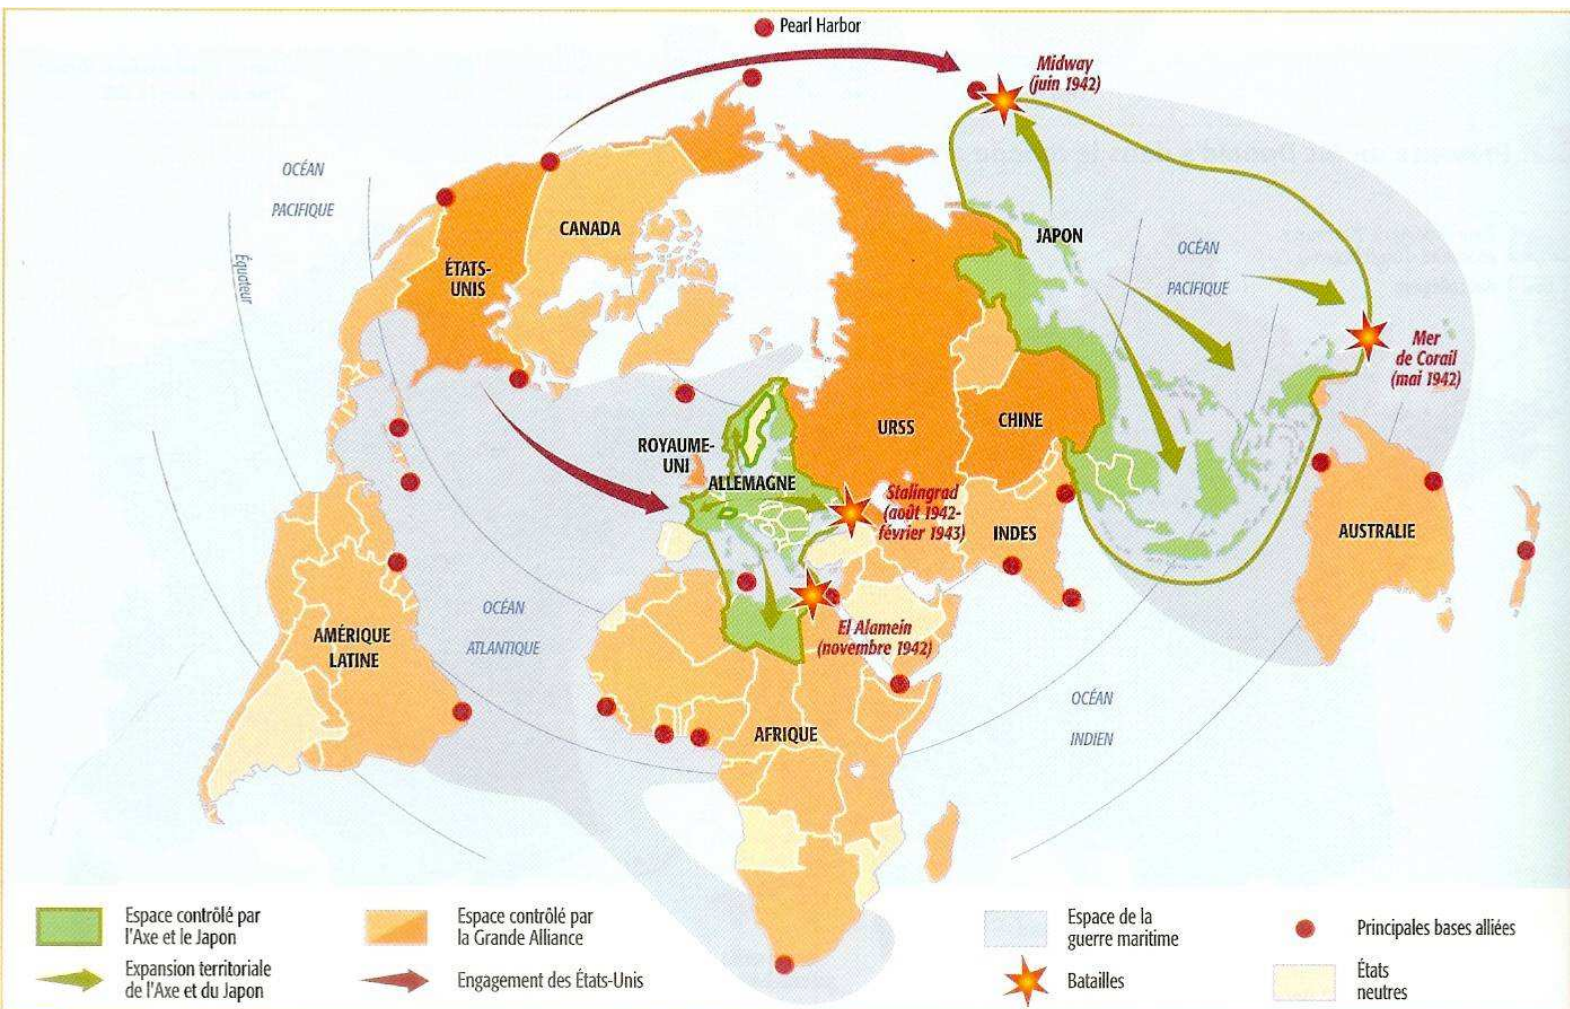 Pearl Harbor
Midway
(juin 1942)
OCÉAN
PACIFIQUE
Équateur
CANADA
ÉTATS-
UNIS
JAPON
OCÉAN
PACIFIQUE
Mer
de Corail
(mai 1942)
URSS
CHINE
ROYAUME-
UNI
ALLEMAGNE
Stalingrad
(août 1942-
février 1943)
INDES
AUSTRALIE
OCÉAN
ATLANTIQUE
AMÉRIQUE
LATINE
El Alamein
(novembre 1942)
AFRIQUE
OCÉAN
INDIEN
Espace contrôlé par
l'Axe et le Japon
Expansion territoriale
de l'Axe et du Japon
Espace contrôlé par
la Grande Alliance
Engagement des États-Unis
Espace de la
guerre maritime
Batailles
Principales bases alliées
États
neutres